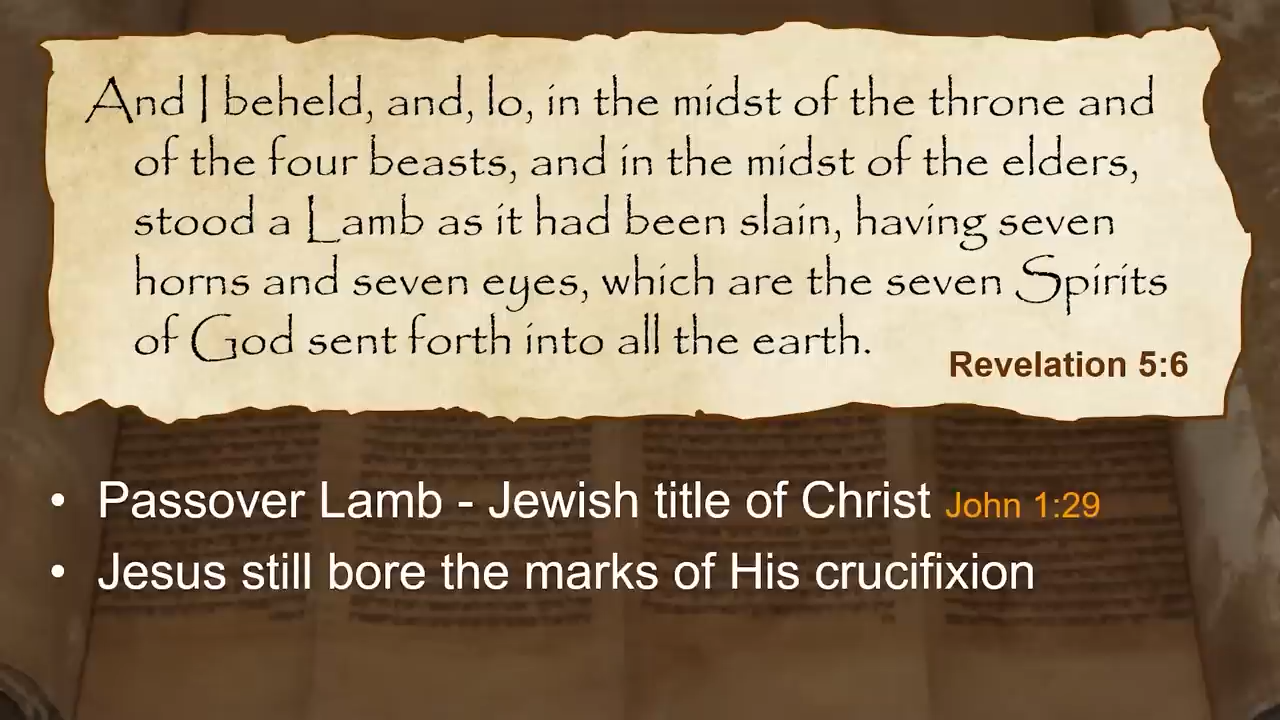 And I beheld, and, lo, in the midst of the throne and
of the four beasts, and in the midst of the elders,
stood a Lamb as it had been slain, having seven
horns and seven eyes, which are the seven Spirits
of God sent forth into all the earth.
Revelation 5:6
• Passover Lamb - Jewish title of Christ John 1:29
• Jesus still bore the marks of His crucifixion